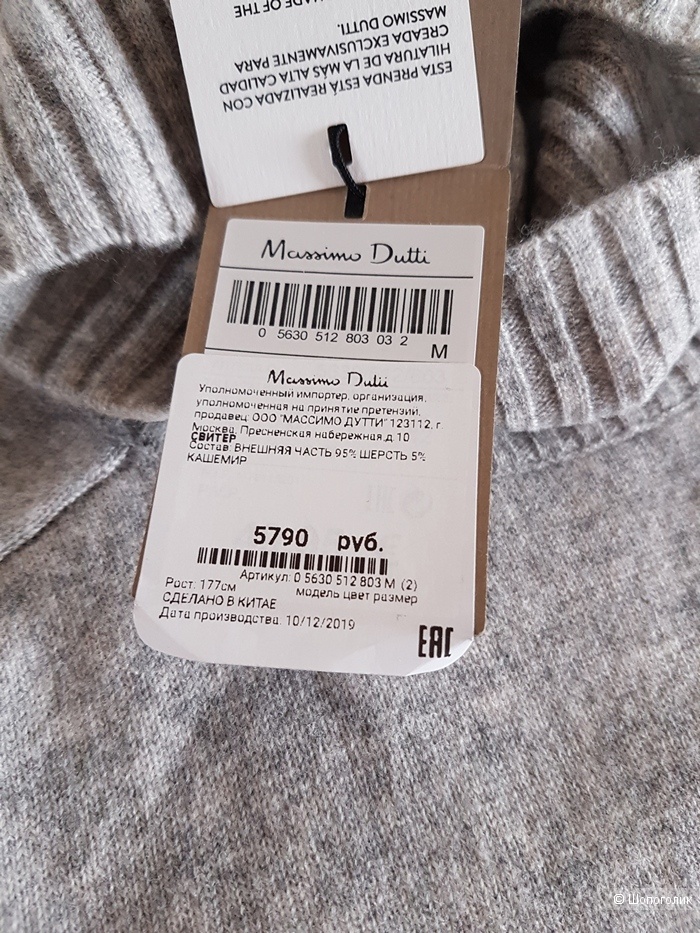 ESTA PRENDA ESTÁ REALIZADA CON
HILATURA DE LA MÁS ALTA CALIDAD
CREADA EXCLUSIVAMENTE PARA
MASSIMO DUTTI.
MADE OF THE
Massimo Dutti
0 5630 512 803 03 2
M
Massimo Dutti
Уполномоченный импортер, организация,
уполномоченная на принятие претензий,
продавец: ООО "МАССИМО ДУТТИ" 123112, г.
Москва, Пресненская набережная,д.10
СВИТЕР
Состав: ВНЕШНЯЯ ЧАСТЬ 95% ШЕРСТЬ 5%
КАШЕМИР
5790 руб.
Артикул: 0 5630 512 803 M (2)
Рост: 177см модель цвет размер
СДЕЛАНО В КИТАЕ
Дата производства: 10/12/2019
EAC
© Шопоголик